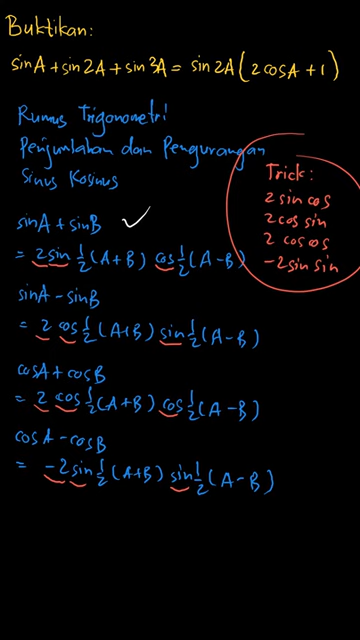 Buktikan:
sin A + sin 2A + sin 3A = sin 2A (2 cos A + 1)
Rumus Trigonometri
Penjumlahan dan Pengurangan
Sinus Kosinus
Trick:
2 sin cos
2 cos sin
2 cos cos
-2 sin sin
sin A + sin B ✓
= 2 sin ½ (A + B) cos ½ (A - B)
sin A - sin B
= 2 cos ½ (A + B) sin ½ (A - B)
cos A + cos B
= 2 cos ½ (A + B) cos ½ (A - B)
cos A - cos B
= -2 sin ½ (A + B) sin ½ (A - B)